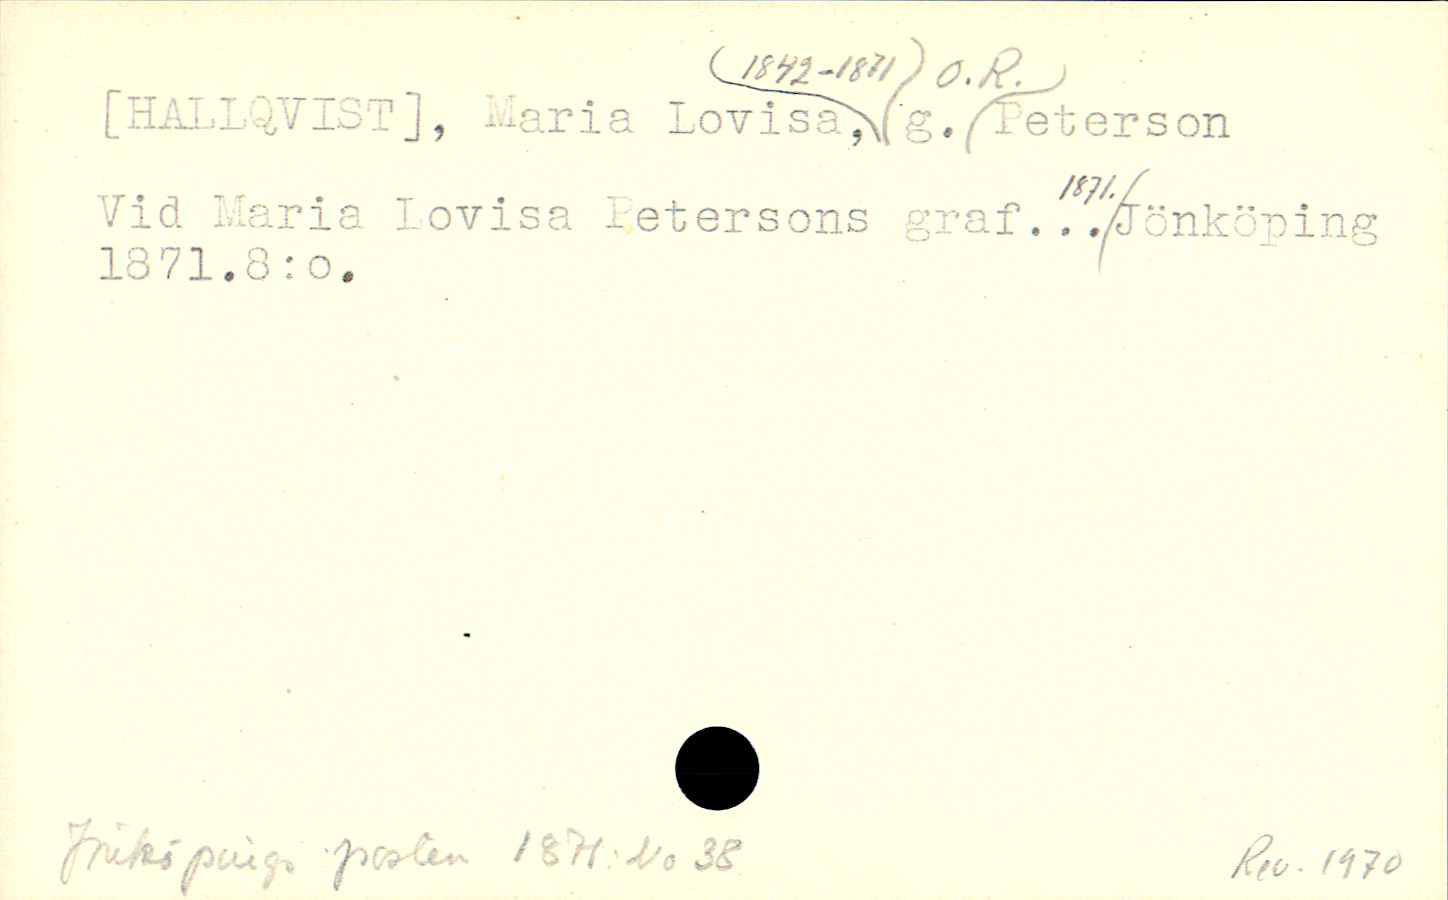 (1842-1871) O.R.
[HALLQVIST], Maria Lovisa, g. Peterson
1871.
Vid Maria Lovisa Petersons graf... Jönköping
1871.8:o.
Jönköpings posten 1871: No 38
Rev. 1970